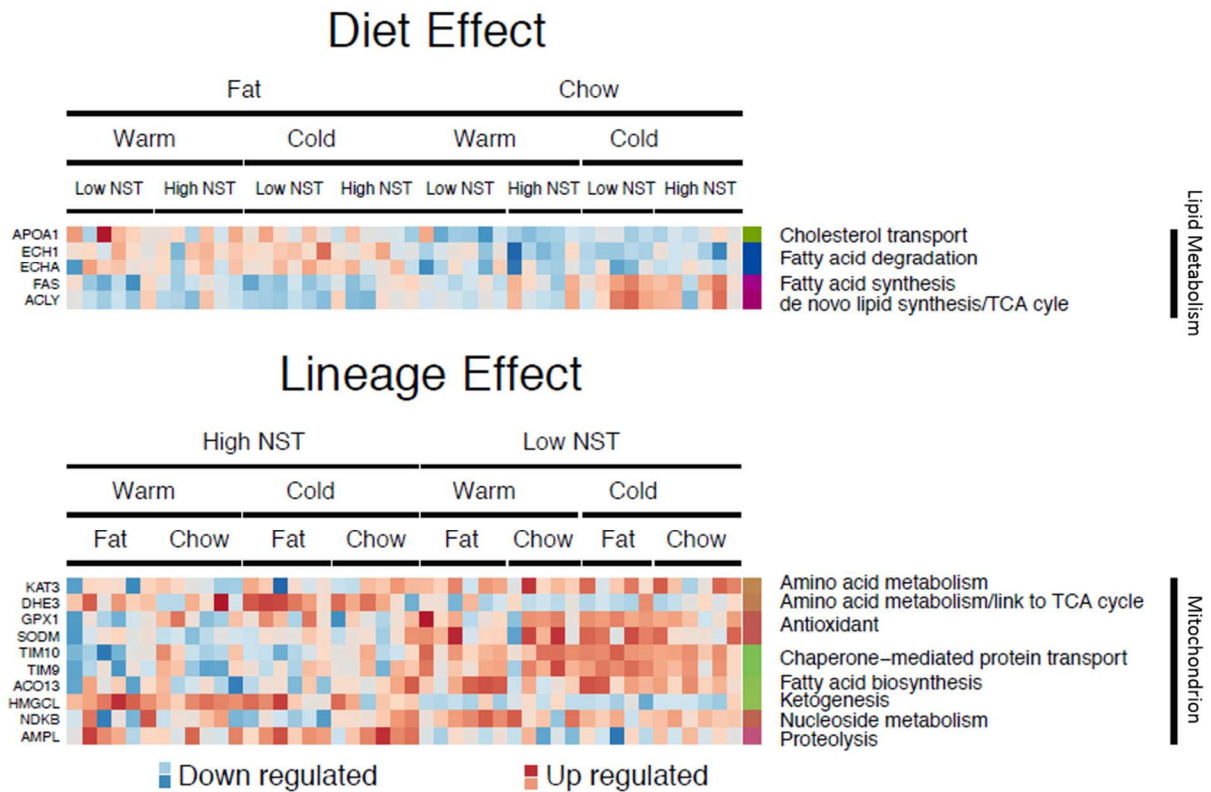 Diet Effect
Fat Chow
Warm Cold Warm Cold
Low NST High NST Low NST High NST Low NST High NST Low NST High NST
APOA1 Cholesterol transport
ECH1 Fatty acid degradation
ECHA
FAS Fatty acid synthesis
ACLY de novo lipid synthesis/TCA cyle
Lipid Metabolism
Lineage Effect
High NST Low NST
Warm Cold Warm Cold
Fat Chow Fat Chow Fat Chow Fat Chow
KAT3 Amino acid metabolism
DHE3 Amino acid metabolism/link to TCA cycle
GPX1 Antioxidant
SODM
TIM10 Chaperone-mediated protein transport
TIM9
ACO13 Fatty acid biosynthesis
HMGCL Ketogenesis
NDKB Nucleoside metabolism
AMPL Proteolysis
Mitochondrion
Down regulated Up regulated